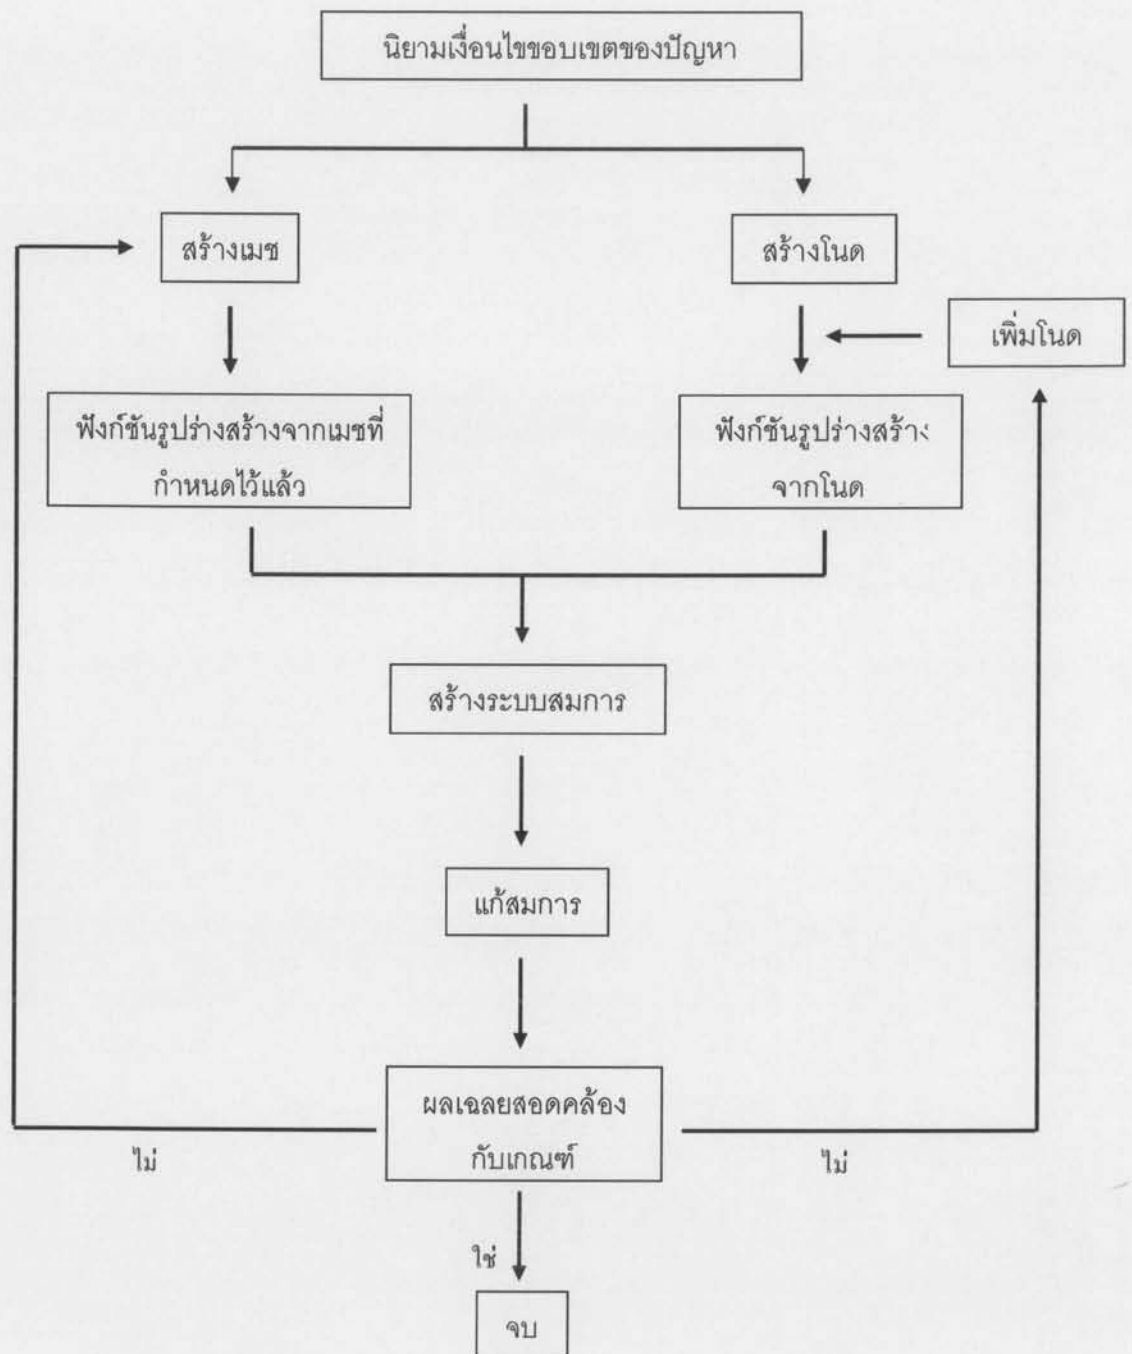 นิยามเงื่อนไขขอบเขตของปัญหา
สร้างเมช
สร้างโนด
เพิ่มโนด
ฟังก์ชันรูปร่างสร้างจากเมชที่
กำหนดไว้แล้ว
ฟังก์ชันรูปร่างสร้าง
จากโนด
สร้างระบบสมการ
แก้สมการ
ผลเฉลยสอดคล้อง
กับเกณฑ์
ไม่
ไม่
ใช่
จบ